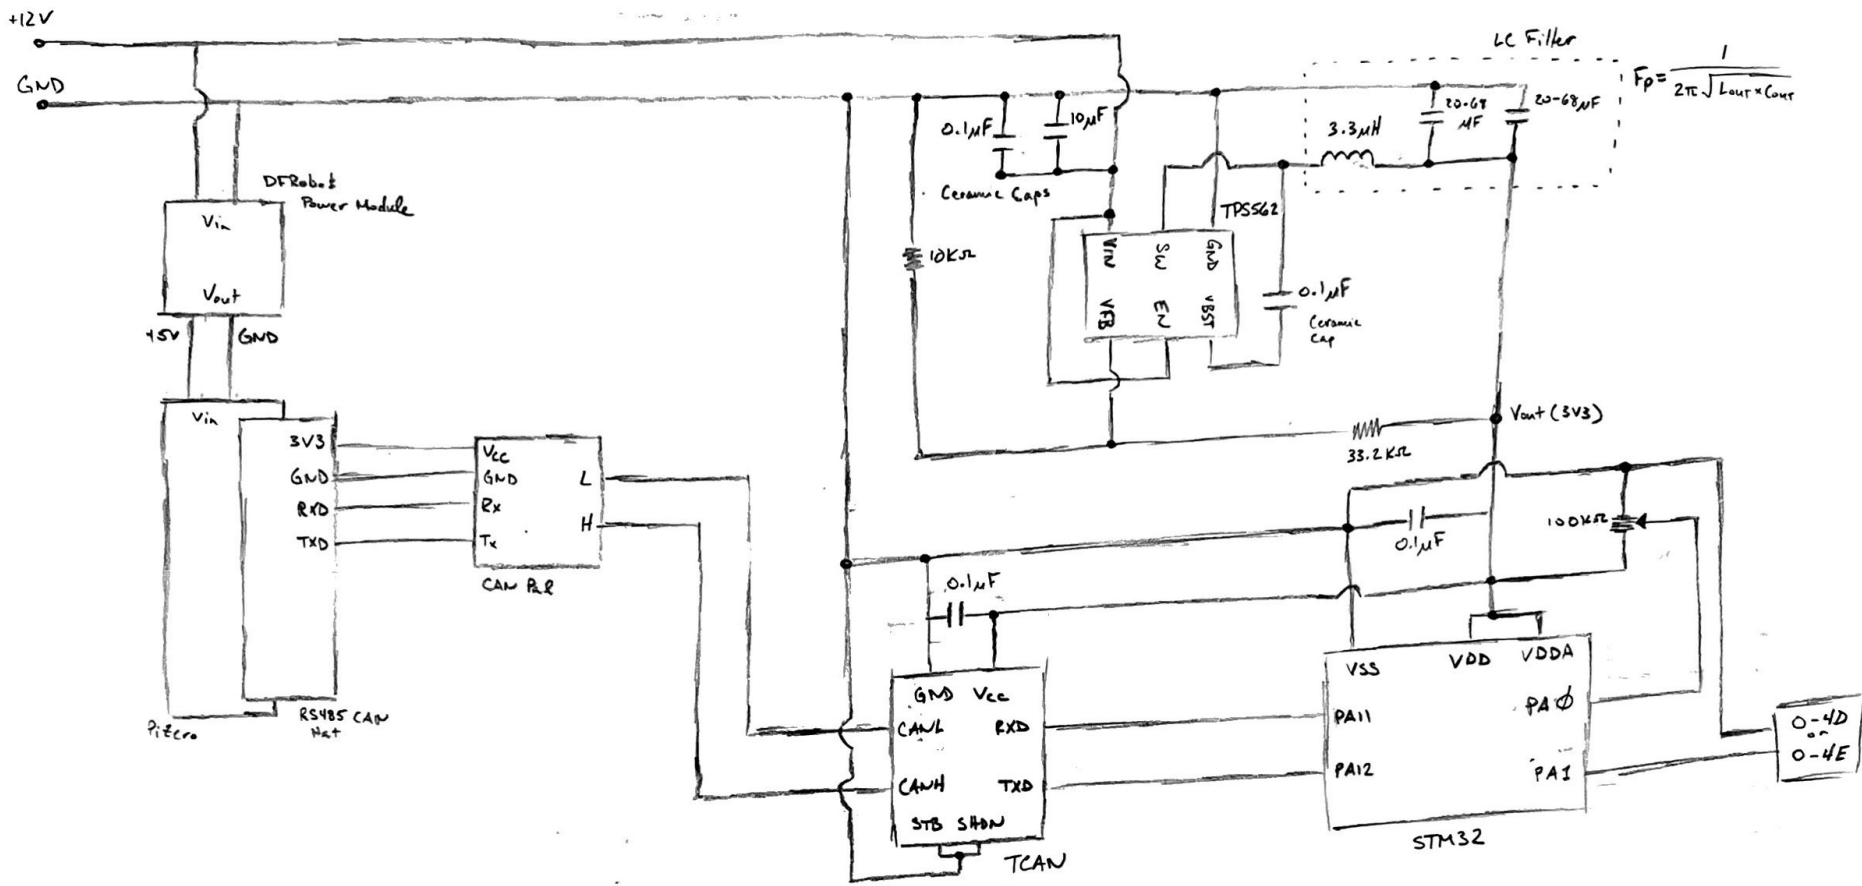 +12V
GND
LC Filter
Fp = 1 / 2π√Lout×Cout
0.1µF
10µF
20-68
µF
20-68µF
3.3µH
Ceramic Caps
DFRobot
Power Module
Vin
Vout
+5V
GND
TPS562
VIN
SW
GND
VFB
EN
VBST
10KΩ
0.1µF
Ceramic
Cap
Vout (3V3)
33.2KΩ
Vin
3V3
GND
RXD
TXD
Vcc
GND
Rx
Tx
L
H
CAN Pal
PiZero
RS485 CAN
Hat
0.1µF
100KΩ
0.1µF
GND Vcc
CANL
RXD
CANH
TXD
STB SHDN
TCAN
VSS
VDD
VDDA
PA11
PA0
PA12
PA1
STM32
0-4D
or
0-4E